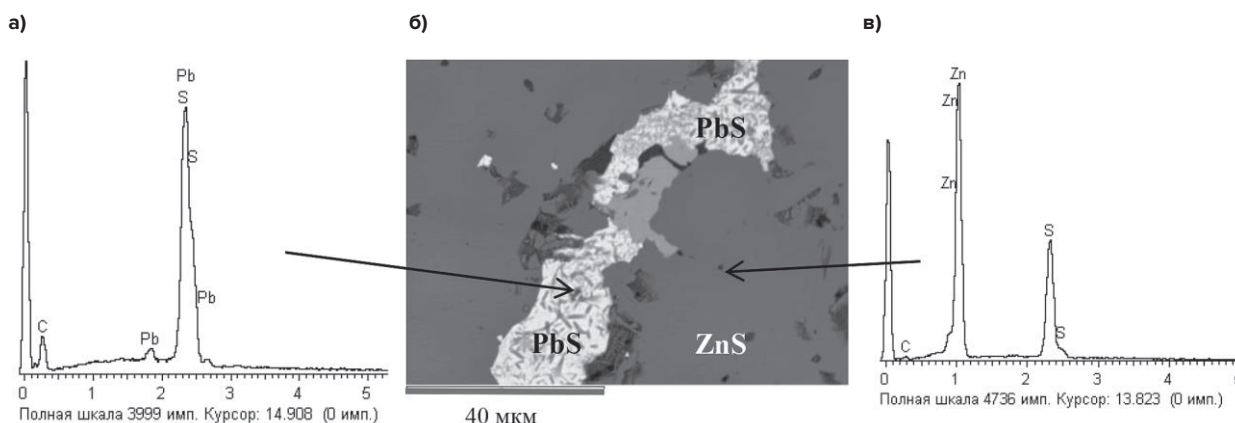 а)
б)
в)
Pb
S
S
Pb
Pb
C
0 1 2 3 4 5
Полная шкала 3999 имп. Курсор: 14.908 (0 имп.)
PbS
PbS
ZnS
40 мкм
Zn
Zn
Zn
S
S
C
0 1 2 3 4 5
Полная шкала 4736 имп. Курсор: 13.823 (0 имп.)